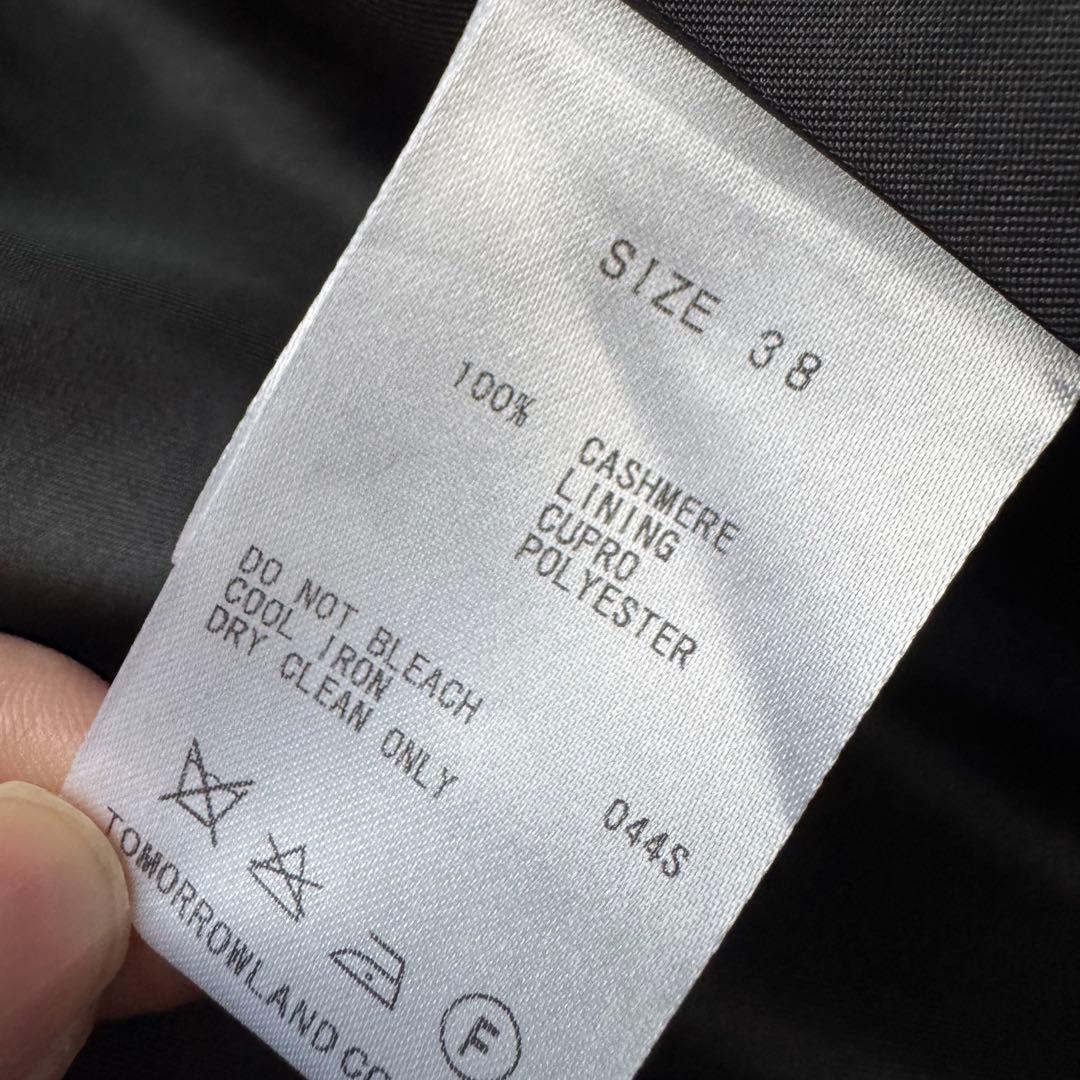 SIZE 38
100% CASHMERE
LINING
CUPRO
POLYESTER
DO NOT BLEACH
COOL IRON
DRY CLEAN ONLY
044S
F
TOMORROWLAND